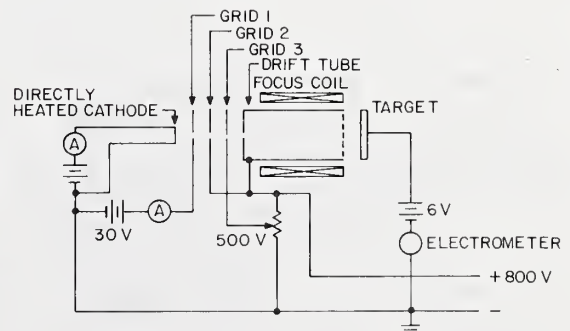 GRID 1
GRID 2
GRID 3
DRIFT TUBE
FOCUS COIL
DIRECTLY
HEATED CATHODE
TARGET
A
A
30 V
500 V
6 V
ELECTROMETER
+ 800 V
−